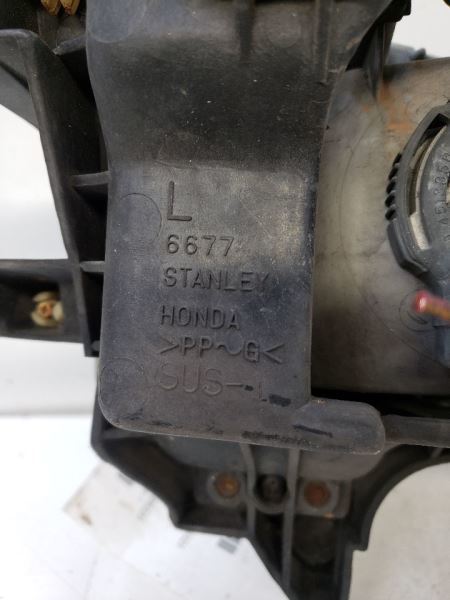 L
6677
STANLEY
HONDA
>PP~G<
SUS-L